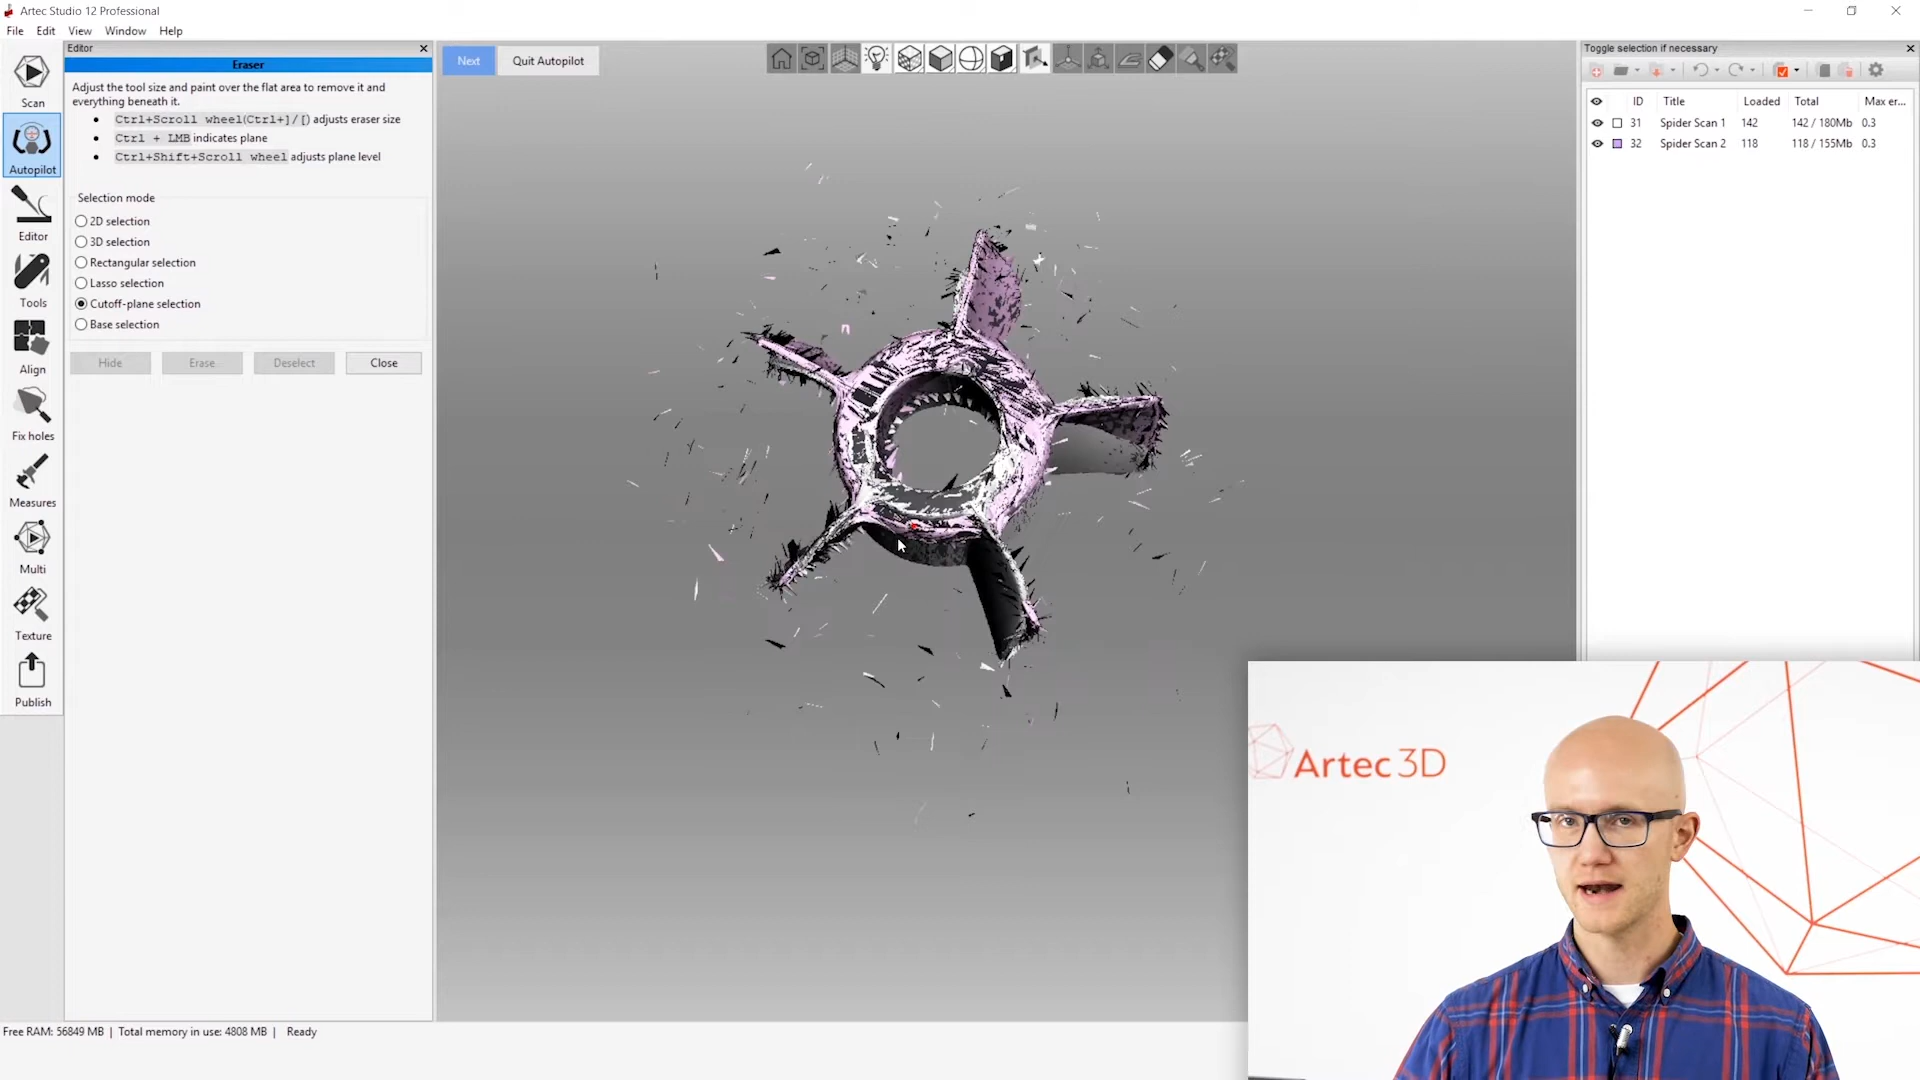 Artec Studio 12 Professional
File Edit View Window Help
Editor
Eraser
Adjust the tool size and paint over the flat area to remove it and
everything beneath it.
Ctrl+Scroll wheel(Ctrl+]/[) adjusts eraser size
Ctrl + LMB indicates plane
Ctrl+Shift+Scroll wheel adjusts plane level
Selection mode
2D selection
3D selection
Rectangular selection
Lasso selection
Cutoff-plane selection
Base selection
Hide Erase Deselect Close
Scan
Autopilot
Editor
Tools
Align
Fix holes
Measures
Multi
Texture
Publish
Next Quit Autopilot
Toggle selection if necessary
ID Title Loaded Total Max er...
31 Spider Scan 1 142 142 / 180Mb 0.3
32 Spider Scan 2 118 118 / 155Mb 0.3
Artec 3D
Free RAM: 56849 MB | Total memory in use: 4808 MB | Ready